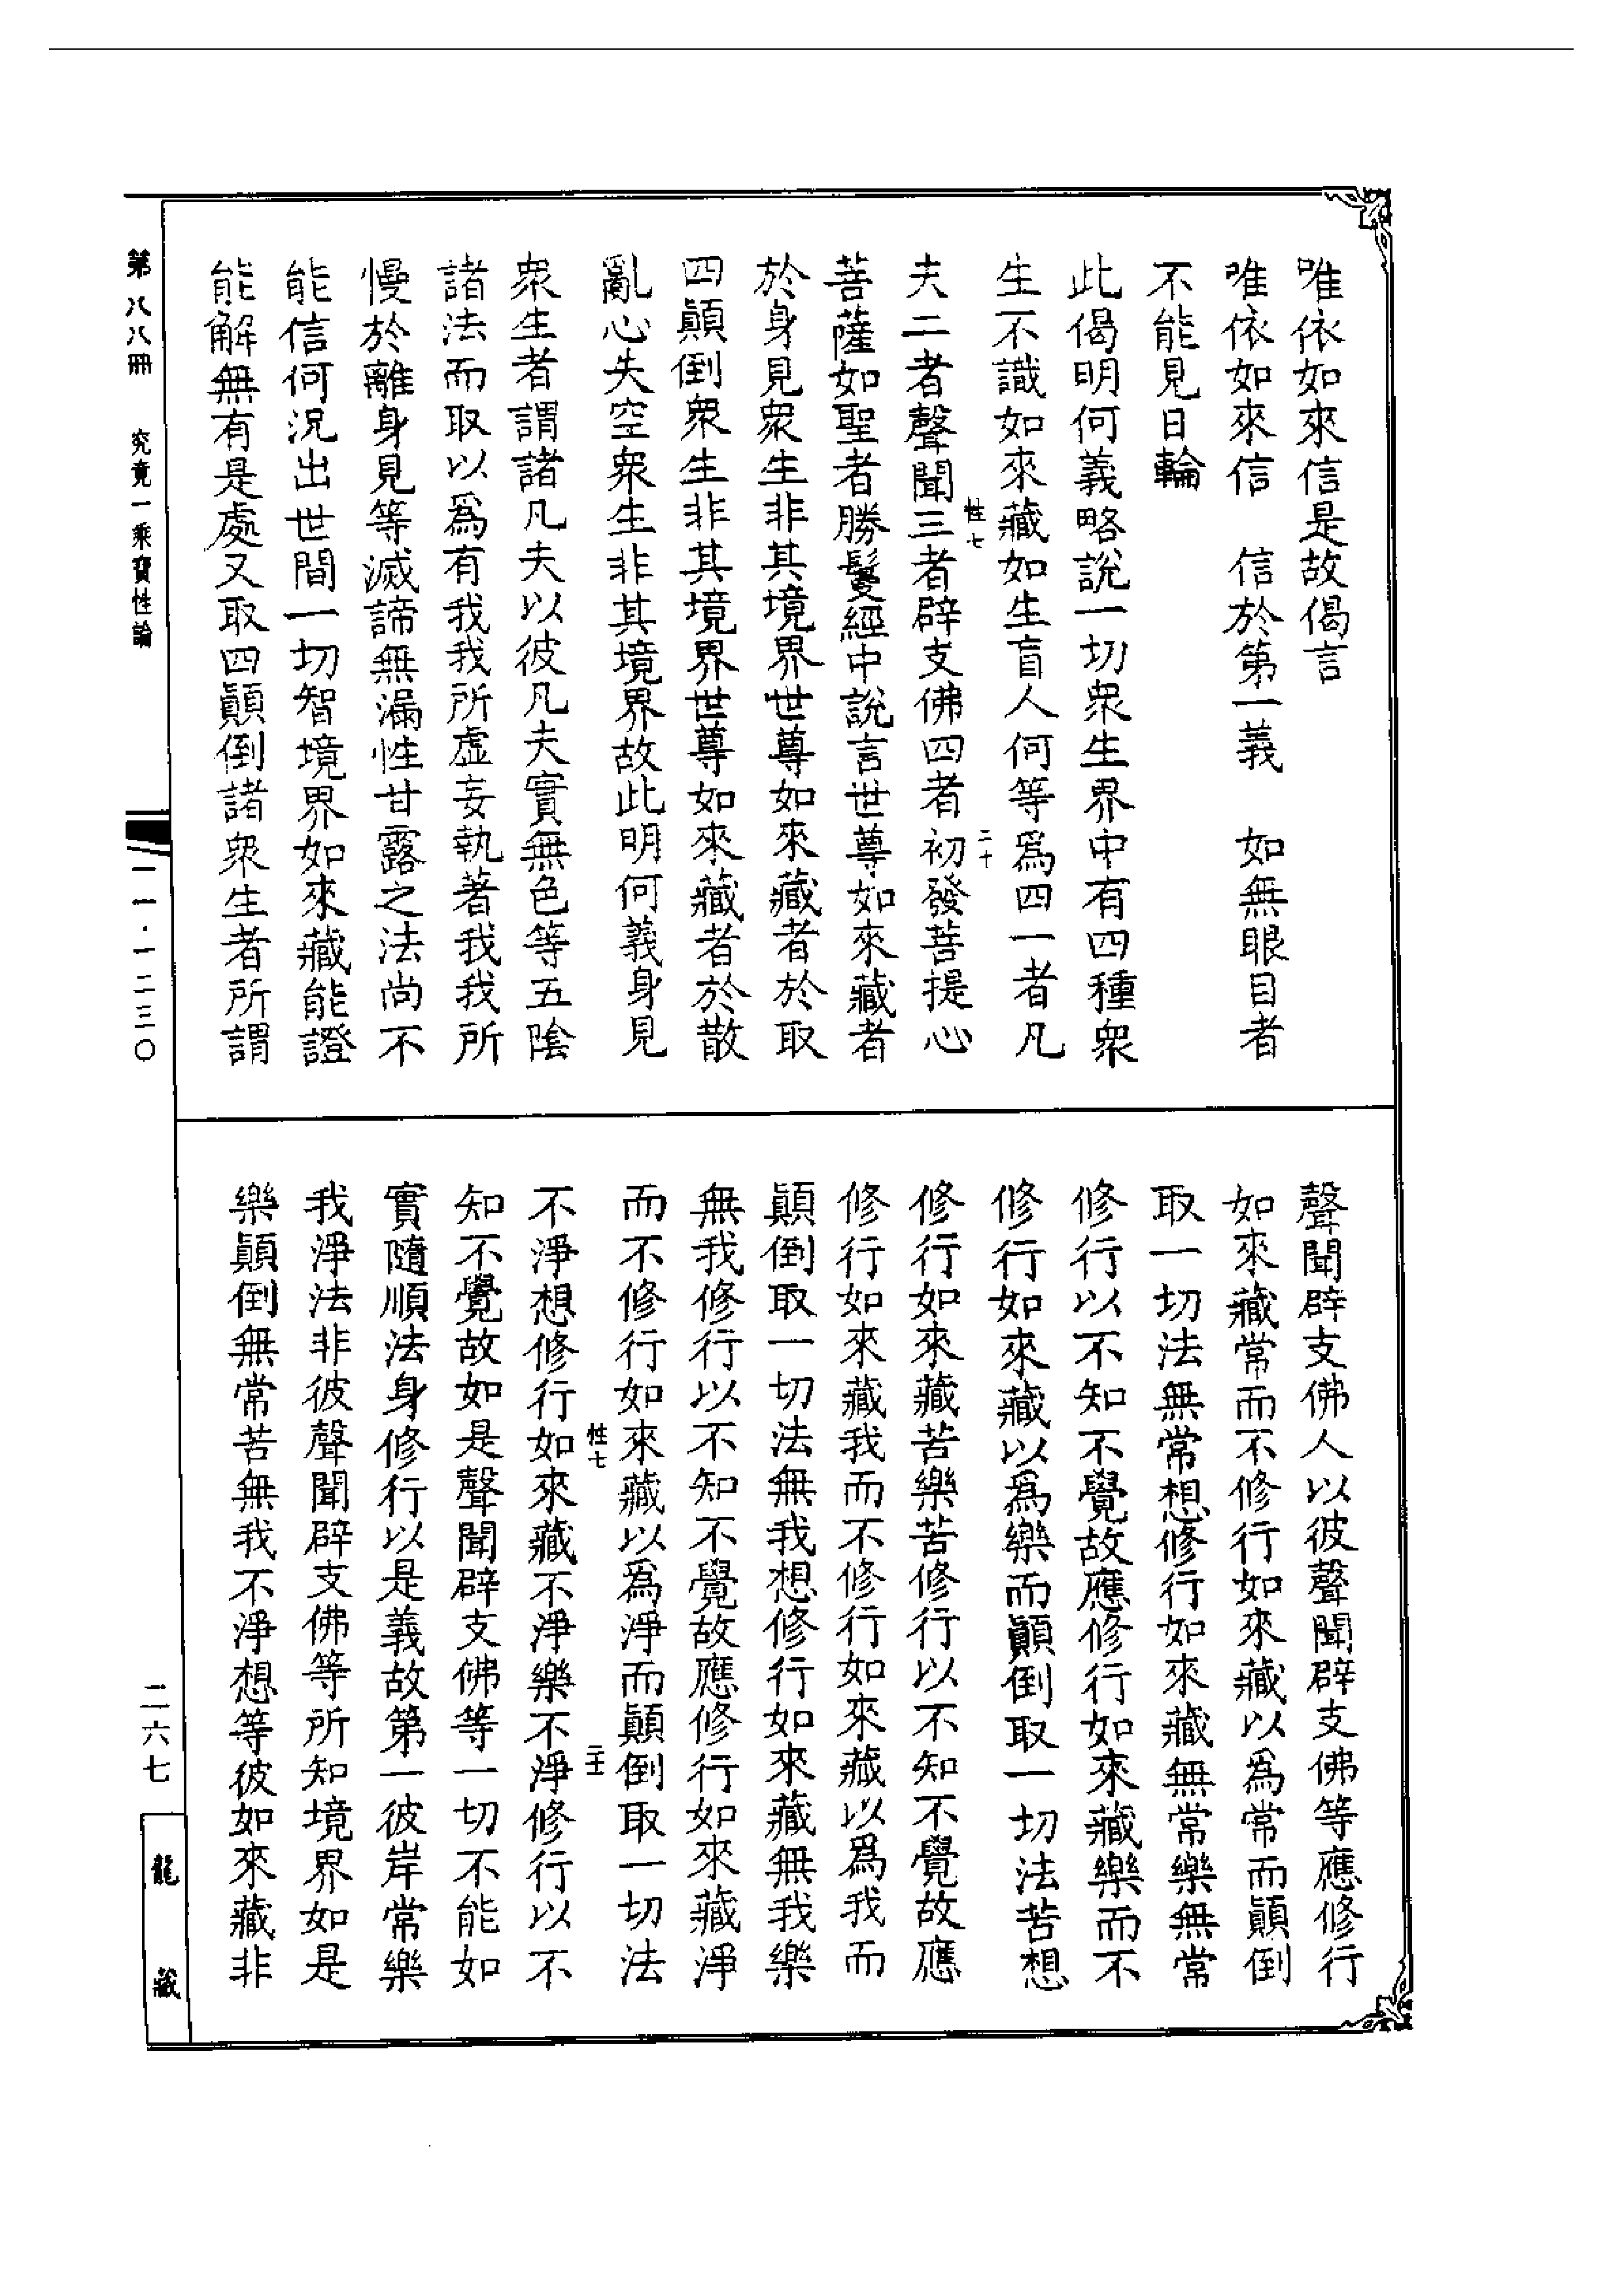 唯依如來信是故偈言
唯依如來信　信於第一義　如無眼目者
不能見日輪
此偈明何義略說一切衆生界中有四種衆
生不識如來藏如生盲人何等爲四一者凡
性七　二十
夫二者聲聞三者辟支佛四者初發菩提心
菩薩如聖者勝鬘經中說言世尊如來藏者
於身見衆生非其境界世尊如來藏者於取
四顛倒衆生非其境界世尊如來藏者於散
亂心失空衆生非其境界故此明何義身見
衆生者謂諸凡夫以彼凡夫實無色等五陰
諸法而取以爲有我我所虛妄執著我我所
慢於離身見等滅諦無漏性甘露之法尚不
能信何況出世間一切智境界如來藏能證
能解無有是處又取四顛倒諸衆生者所謂
聲聞辟支佛人以彼聲聞辟支佛等應修行
如來藏常而不修行如來藏以爲常而顛倒
取一切法無常想修行如來藏無常樂無常
修行以不知不覺故應修行如來藏樂而不
修行如來藏以爲樂而顛倒取一切法苦想
修行如來藏苦樂苦修行以不知不覺故應
修行如來藏我而不修行如來藏以爲我而
顛倒取一切法無我想修行如來藏無我樂
無我修行以不知不覺故應修行如來藏淨
而不修行如來藏以爲淨而顛倒取一切法
性七　二十一
不淨想修行如來藏不淨樂不淨修行以不
知不覺故如是聲聞辟支佛等一切不能如
實隨順法身修行以是義故第一彼岸常樂
我淨法非彼聲聞辟支佛等所知境界如是
樂顛倒無常苦無我不淨想等彼如來藏非
第八八冊　究竟一乘寶性論　一一·一二三〇　二六七　龍藏